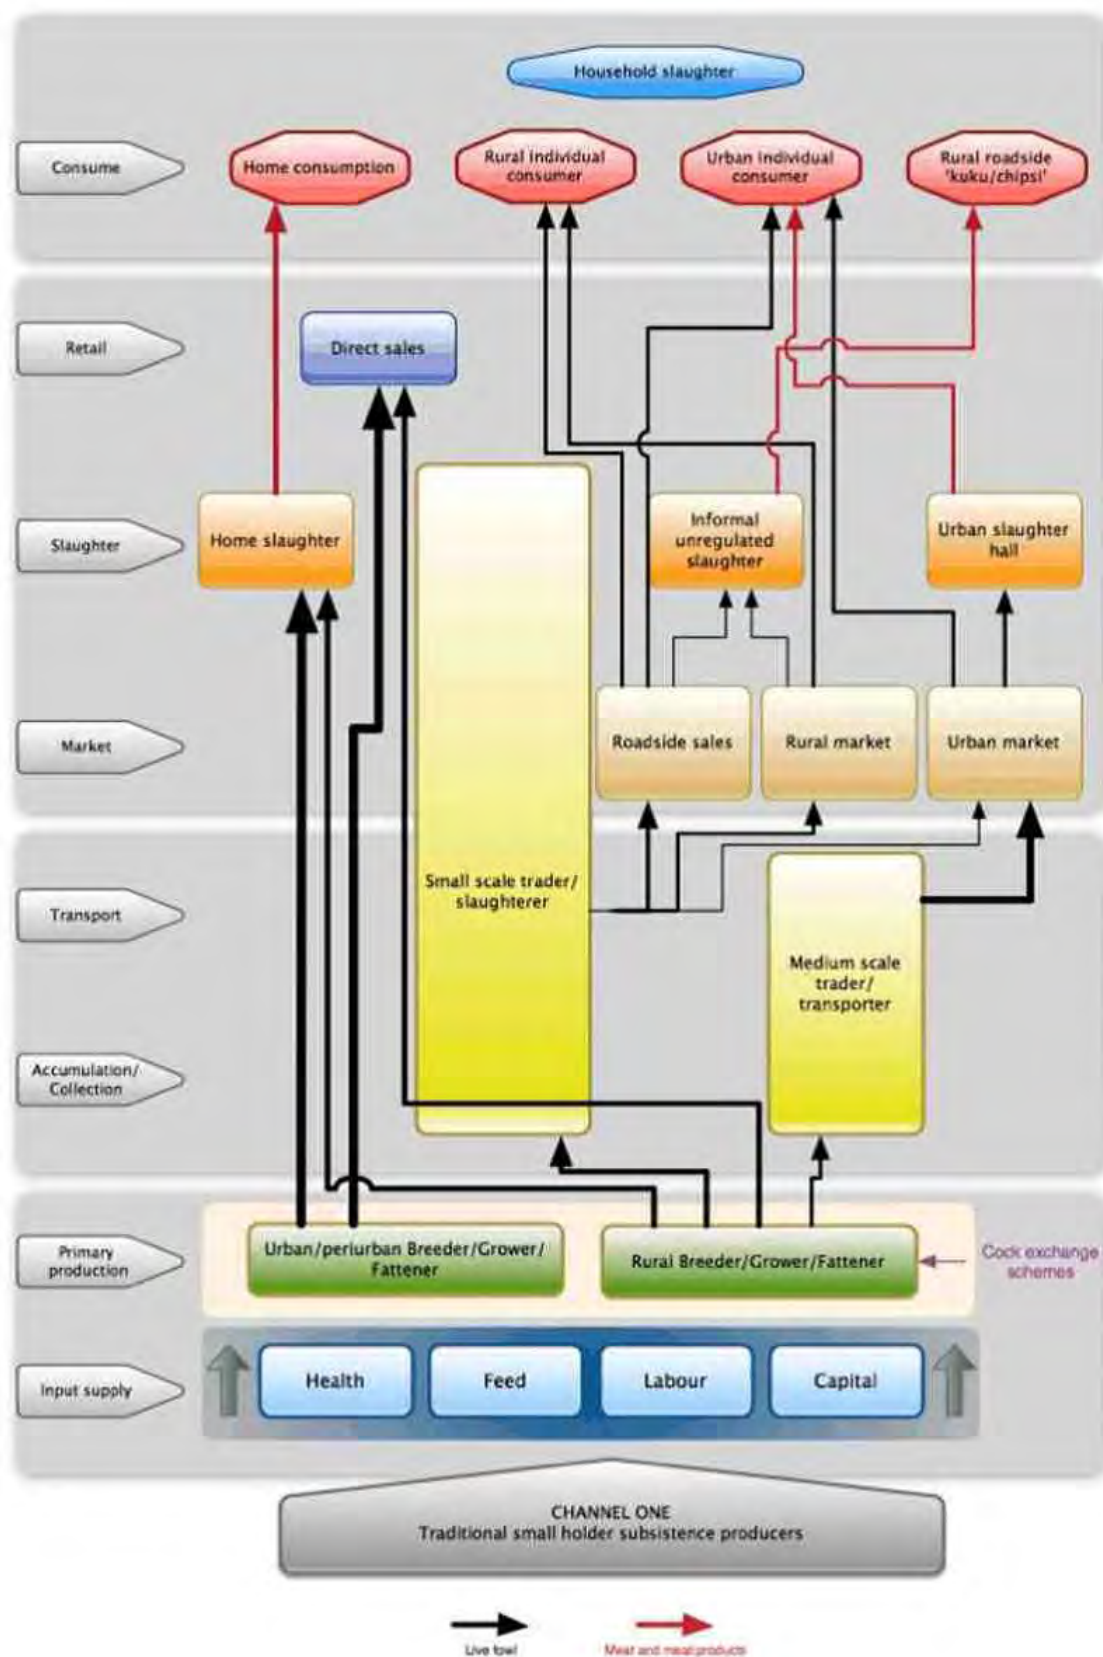 Household slaughter
Consume
Home consumption
Rural individual
consumer
Urban individual
consumer
Rural roadside
'kuku/chipsi'
Retail
Direct sales
Slaughter
Home slaughter
Informal
unregulated
slaughter
Urban slaughter
hall
Market
Roadside sales
Rural market
Urban market
Transport
Small scale trader/
slaughterer
Medium scale
trader/
transporter
Accumulation/
Collection
Primary
production
Urban/periurban Breeder/Grower/
Fattener
Rural Breeder/Grower/Fattener
Cock exchange
schemes
Input supply
Health
Feed
Labour
Capital
CHANNEL ONE
Traditional small holder subsistence producers
Live fowl
Meat and meat products